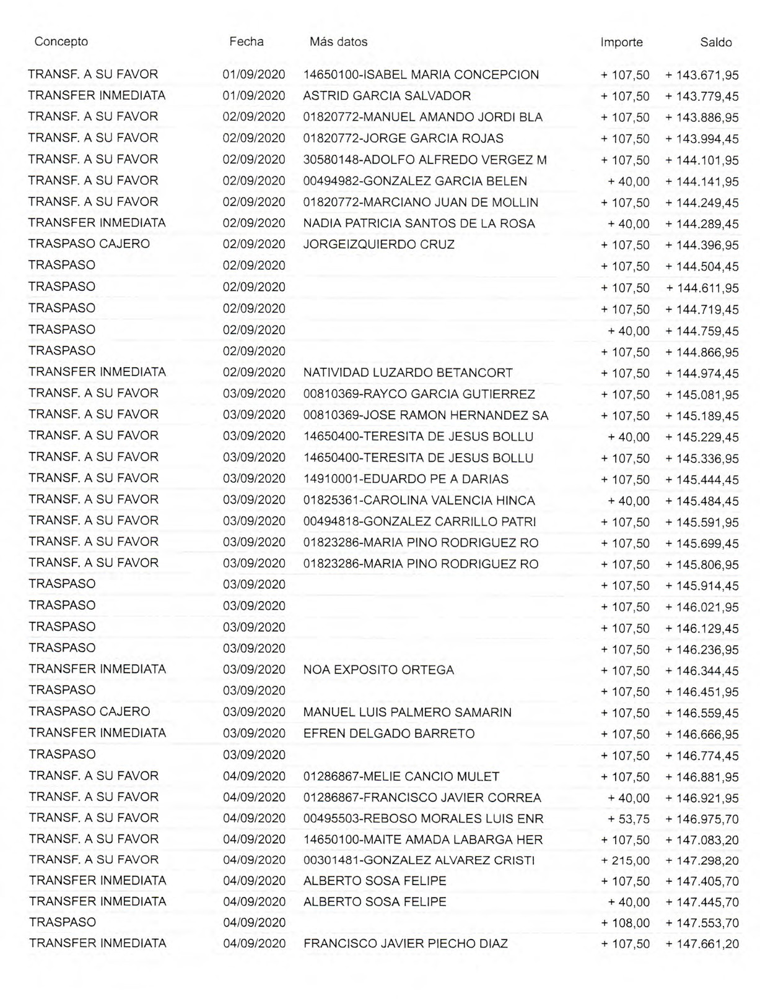 Concepto Fecha Más datos Importe Saldo
TRANSF. A SU FAVOR 01/09/2020 14650100-ISABEL MARIA CONCEPCION + 107,50 + 143.671,95
TRANSFER INMEDIATA 01/09/2020 ASTRID GARCIA SALVADOR + 107,50 + 143.779,45
TRANSF. A SU FAVOR 02/09/2020 01820772-MANUEL AMANDO JORDI BLA + 107,50 + 143.886,95
TRANSF. A SU FAVOR 02/09/2020 01820772-JORGE GARCIA ROJAS + 107,50 + 143.994,45
TRANSF. A SU FAVOR 02/09/2020 30580148-ADOLFO ALFREDO VERGEZ M + 107,50 + 144.101,95
TRANSF. A SU FAVOR 02/09/2020 00494982-GONZALEZ GARCIA BELEN + 40,00 + 144.141,95
TRANSF. A SU FAVOR 02/09/2020 01820772-MARCIANO JUAN DE MOLLIN + 107,50 + 144.249,45
TRANSFER INMEDIATA 02/09/2020 NADIA PATRICIA SANTOS DE LA ROSA + 40,00 + 144.289,45
TRASPASO CAJERO 02/09/2020 JORGEIZQUIERDO CRUZ + 107,50 + 144.396,95
TRASPASO 02/09/2020 + 107,50 + 144.504,45
TRASPASO 02/09/2020 + 107,50 + 144.611,95
TRASPASO 02/09/2020 + 107,50 + 144.719,45
TRASPASO 02/09/2020 + 40,00 + 144.759,45
TRASPASO 02/09/2020 + 107,50 + 144.866,95
TRANSFER INMEDIATA 02/09/2020 NATIVIDAD LUZARDO BETANCORT + 107,50 + 144.974,45
TRANSF. A SU FAVOR 03/09/2020 00810369-RAYCO GARCIA GUTIERREZ + 107,50 + 145.081,95
TRANSF. A SU FAVOR 03/09/2020 00810369-JOSE RAMON HERNANDEZ SA + 107,50 + 145.189,45
TRANSF. A SU FAVOR 03/09/2020 14650400-TERESITA DE JESUS BOLLU + 40,00 + 145.229,45
TRANSF. A SU FAVOR 03/09/2020 14650400-TERESITA DE JESUS BOLLU + 107,50 + 145.336,95
TRANSF. A SU FAVOR 03/09/2020 14910001-EDUARDO PE A DARIAS + 107,50 + 145.444,45
TRANSF. A SU FAVOR 03/09/2020 01825361-CAROLINA VALENCIA HINCA + 40,00 + 145.484,45
TRANSF. A SU FAVOR 03/09/2020 00494818-GONZALEZ CARRILLO PATRI + 107,50 + 145.591,95
TRANSF. A SU FAVOR 03/09/2020 01823286-MARIA PINO RODRIGUEZ RO + 107,50 + 145.699,45
TRANSF. A SU FAVOR 03/09/2020 01823286-MARIA PINO RODRIGUEZ RO + 107,50 + 145.806,95
TRASPASO 03/09/2020 + 107,50 + 145.914,45
TRASPASO 03/09/2020 + 107,50 + 146.021,95
TRASPASO 03/09/2020 + 107,50 + 146.129,45
TRASPASO 03/09/2020 + 107,50 + 146.236,95
TRANSFER INMEDIATA 03/09/2020 NOA EXPOSITO ORTEGA + 107,50 + 146.344,45
TRASPASO 03/09/2020 + 107,50 + 146.451,95
TRASPASO CAJERO 03/09/2020 MANUEL LUIS PALMERO SAMARIN + 107,50 + 146.559,45
TRANSFER INMEDIATA 03/09/2020 EFREN DELGADO BARRETO + 107,50 + 146.666,95
TRASPASO 03/09/2020 + 107,50 + 146.774,45
TRANSF. A SU FAVOR 04/09/2020 01286867-MELIE CANCIO MULET + 107,50 + 146.881,95
TRANSF. A SU FAVOR 04/09/2020 01286867-FRANCISCO JAVIER CORREA + 40,00 + 146.921,95
TRANSF. A SU FAVOR 04/09/2020 00495503-REBOSO MORALES LUIS ENR + 53,75 + 146.975,70
TRANSF. A SU FAVOR 04/09/2020 14650100-MAITE AMADA LABARGA HER + 107,50 + 147.083,20
TRANSF. A SU FAVOR 04/09/2020 00301481-GONZALEZ ALVAREZ CRISTI + 215,00 + 147.298,20
TRANSFER INMEDIATA 04/09/2020 ALBERTO SOSA FELIPE + 107,50 + 147.405,70
TRANSFER INMEDIATA 04/09/2020 ALBERTO SOSA FELIPE + 40,00 + 147.445,70
TRASPASO 04/09/2020 + 108,00 + 147.553,70
TRANSFER INMEDIATA 04/09/2020 FRANCISCO JAVIER PIECHO DIAZ + 107,50 + 147.661,20